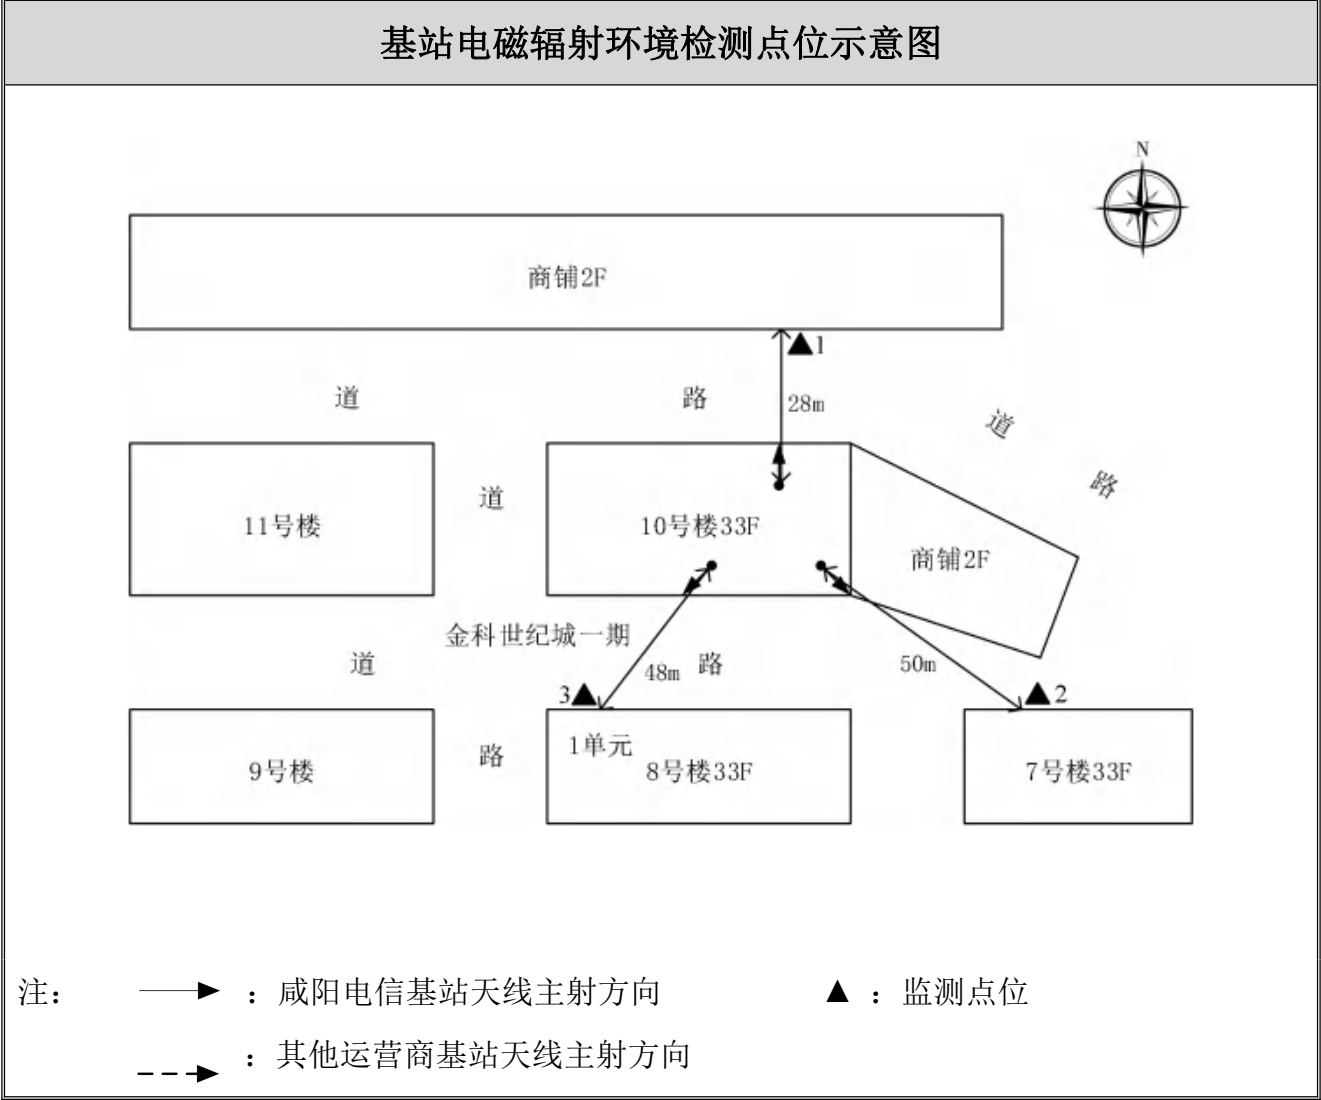 基站电磁辐射环境检测点位示意图
N
商铺2F
▲1
道
路
28m
道
路
11号楼
道
10号楼33F
商铺2F
金科世纪城一期
道
48m
路
50m
3▲
▲2
9号楼
路
1单元
8号楼33F
7号楼33F
注：
：咸阳电信基站天线主射方向
▲：监测点位
：其他运营商基站天线主射方向